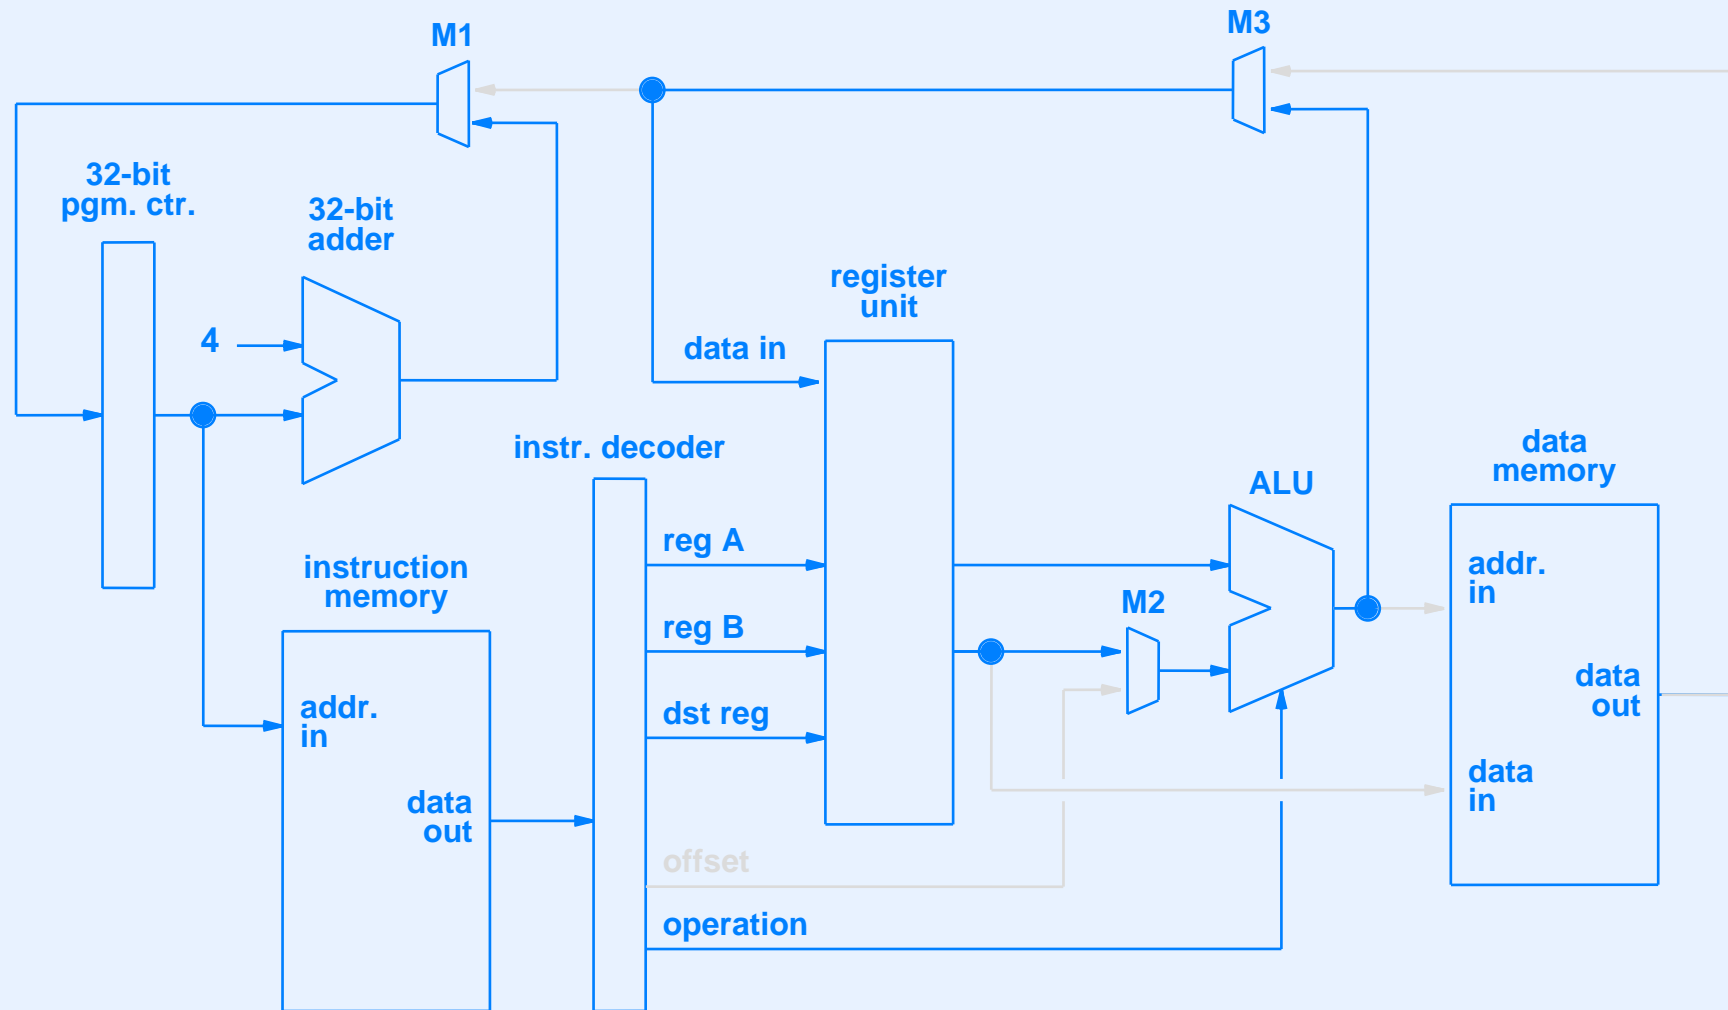 M1
M3
32-bit
pgm. ctr.
32-bit
adder
register
unit
4
data in
instr. decoder
data
memory
ALU
reg A
instruction
memory
addr.
in
M2
reg B
data
out
dst reg
addr.
in
data
in
data
out
offset
operation